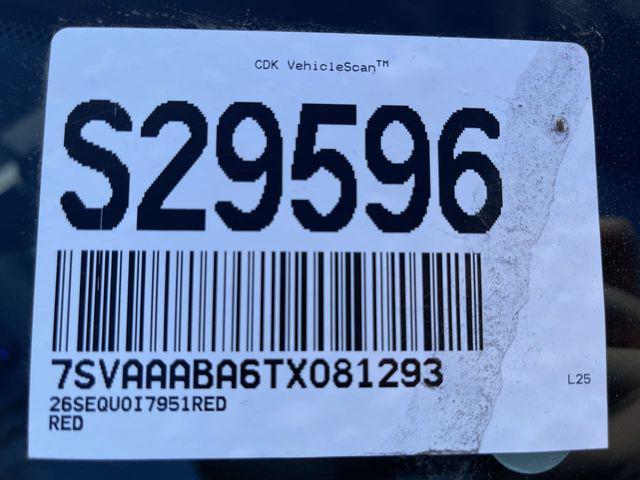 CDK VehicleScan™
S29596
7SVAAABA6TX081293
L25
26SEQUOI7951RED
RED